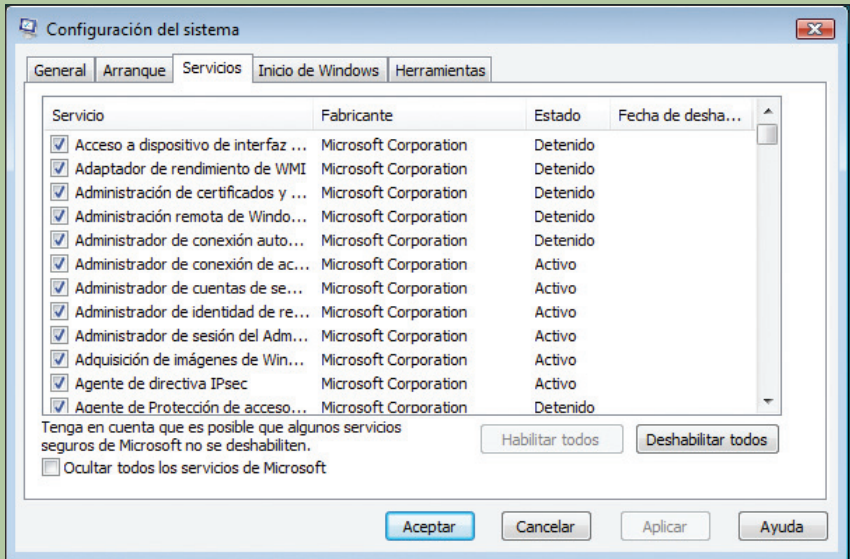 Configuración del sistema
General Arranque Servicios Inicio de Windows Herramientas
Servicio Fabricante Estado Fecha de desha...
Acceso a dispositivo de interfaz ... Microsoft Corporation Detenido
Adaptador de rendimiento de WMI Microsoft Corporation Detenido
Administración de certificados y ... Microsoft Corporation Detenido
Administración remota de Windo... Microsoft Corporation Detenido
Administrador de conexión auto... Microsoft Corporation Detenido
Administrador de conexión de ac... Microsoft Corporation Activo
Administrador de cuentas de se... Microsoft Corporation Activo
Administrador de identidad de re... Microsoft Corporation Activo
Administrador de sesión del Adm... Microsoft Corporation Activo
Adquisición de imágenes de Win... Microsoft Corporation Activo
Agente de directiva IPsec Microsoft Corporation Activo
Agente de Protección de acceso... Microsoft Corporation Detenido
Tenga en cuenta que es posible que algunos servicios
seguros de Microsoft no se deshabiliten.
Habilitar todos Deshabilitar todos
Ocultar todos los servicios de Microsoft
Aceptar Cancelar Aplicar Ayuda